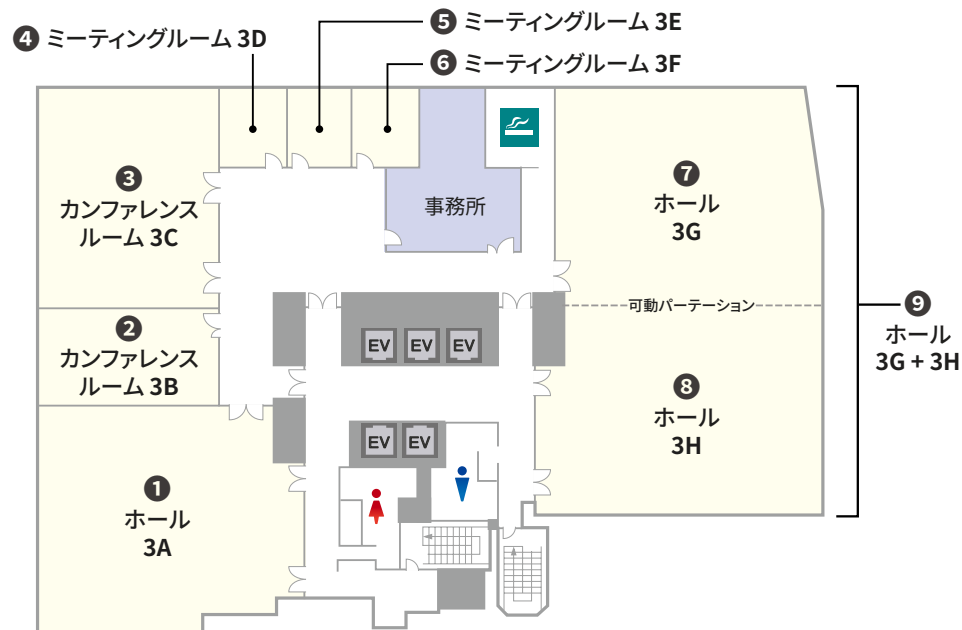 ❹ ミーティングルーム 3D
❺ ミーティングルーム 3E
❻ ミーティングルーム 3F
❸
カンファレンス
ルーム 3C
事務所
❼
ホール
3G
可動パーテーション
❾
ホール
3G + 3H
❷
カンファレンス
ルーム 3B
EV EV EV
❽
ホール
3H
EV EV
❶
ホール
3A